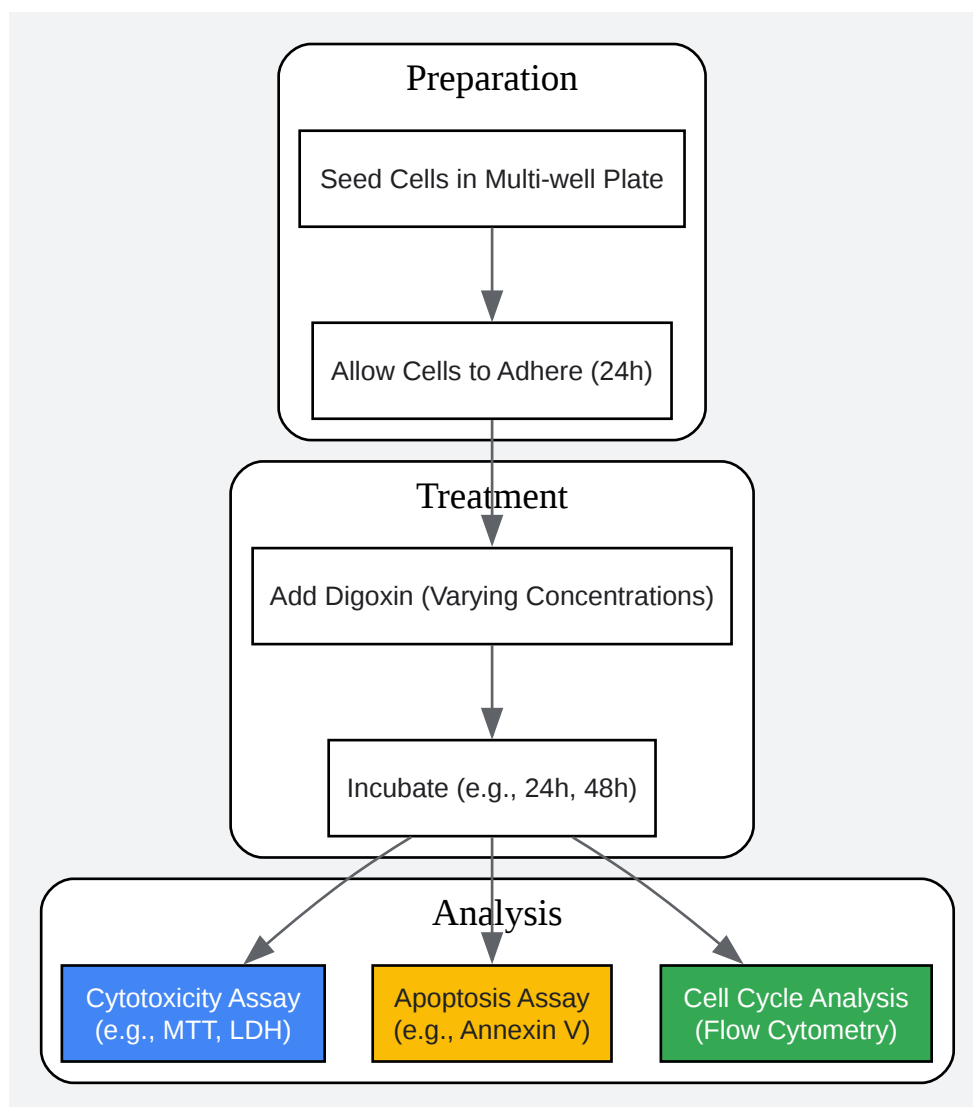 Preparation
Seed Cells in Multi-well Plate
Allow Cells to Adhere (24h)
Treatment
Add Digoxin (Varying Concentrations)
Incubate (e.g., 24h, 48h)
Analysis
Cytotoxicity Assay
(e.g., MTT, LDH)
Apoptosis Assay
(e.g., Annexin V)
Cell Cycle Analysis
(Flow Cytometry)